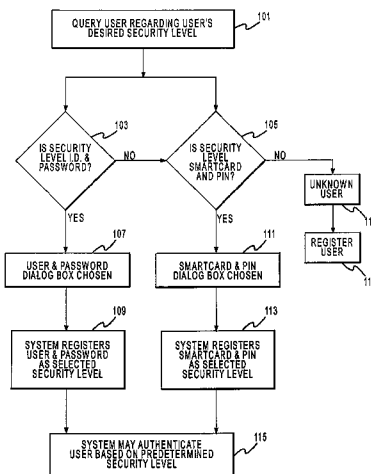 QUERY USER REGARDING USER'S
DESIRED SECURITY LEVEL
101
103
IS SECURITY
LEVEL I.D. &
PASSWORD?
NO
YES
105
IS SECURITY
LEVEL
SMARTCARD
AND PIN?
NO
YES
UNKNOWN
USER
11
REGISTER
USER
11
107
USER & PASSWORD
DIALOG BOX CHOSEN
111
SMARTCARD & PIN
DIALOG BOX CHOSEN
109
SYSTEM REGISTERS
USER & PASSWORD
AS SELECTED
SECURITY LEVEL
113
SYSTEM REGISTERS
SMARTCARD & PIN
AS SELECTED
SECURITY LEVEL
SYSTEM MAY AUTHENTICATE
USER BASED ON PREDETERMINED
SECURITY LEVEL
115